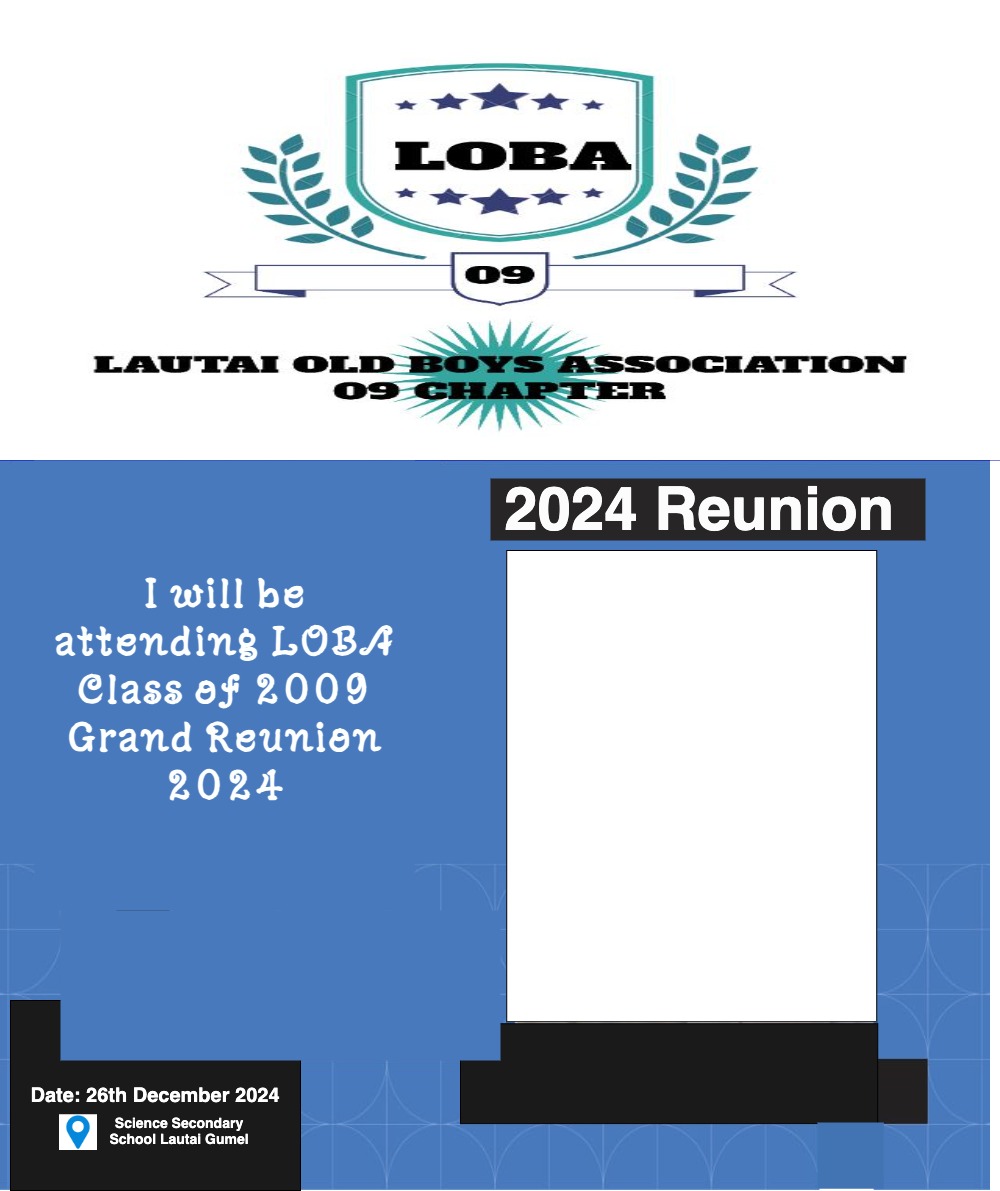 LOBA
09
LAUTAI OLD BOYS ASSOCIATION
09 CHAPTER
2024 Reunion
I will be
attending LOBA
Class of 2009
Grand Reunion
2024
Date: 26th December 2024
Science Secondary
School Lautai Gumel